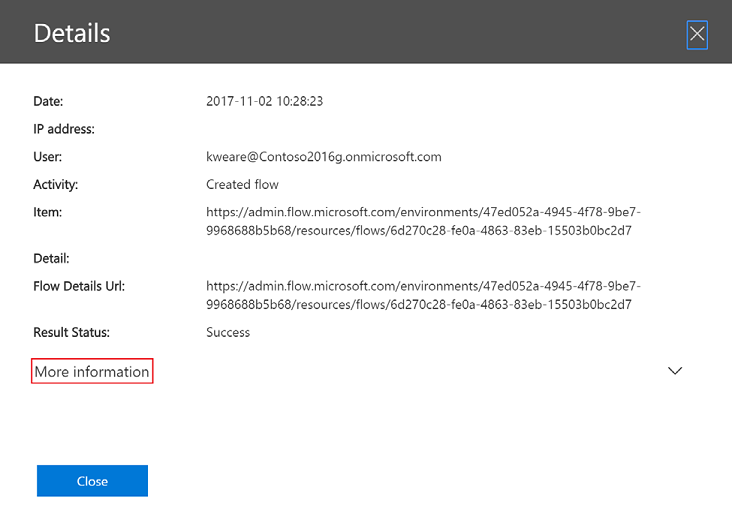 Details
Date: 2017-11-02 10:28:23
IP address:
User: kweare@Contoso2016g.onmicrosoft.com
Activity: Created flow
Item: https://admin.flow.microsoft.com/environments/47ed052a-4945-4f78-9be7-
9968688b5b68/resources/flows/6d270c28-fe0a-4863-83eb-15503b0bc2d7
Detail:
Flow Details Url: https://admin.flow.microsoft.com/environments/47ed052a-4945-4f78-9be7-
9968688b5b68/resources/flows/6d270c28-fe0a-4863-83eb-15503b0bc2d7
Result Status: Success
More information
Close